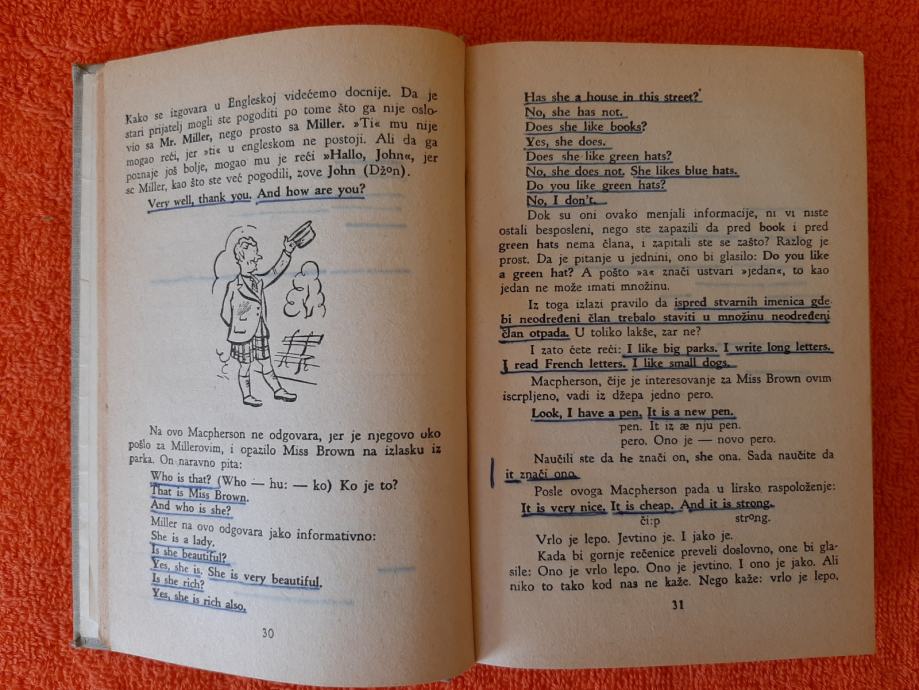 Kako se izgovara u Engleskoj videćemo docnije. Da je
stari prijatelj mogli ste pogoditi po tome što ga nije oslo-
vio sa Mr. Miller, nego prosto sa Miller. »Ti« mu nije
mogao reći, jer »ti« u engleskom ne postoji. Ali da ga
poznaje još bolje, mogao mu je reći »Hallo, John«, jer
se Miller, kao što ste već pogodili, zove John (Džon).
Very well, thank you. And how are you?
Na ovo Macpherson ne odgovara, jer je njegovo oko
pošlo za Millerovim, i opazilo Miss Brown na izlasku iz
parka. On naravno pita:
Who is that? (Who — hu: — ko) Ko je to?
That is Miss Brown.
And who is she?
Miller na ovo odgovara jako informativno:
She is a lady.
Is she beautiful?
Yes, she is. She is very beautiful.
Is she rich?
Yes, she is rich also.
30
Has she a house in this street?
No, she has not.
Does she like books?
Yes, she does.
Does she like green hats?
No, she does not. She likes blue hats.
Do you like green hats?
No, I don't.
Dok su oni ovako menjali informacije, ni vi niste
ostali besposleni, nego ste zapazili da pred book i pred
green hats nema člana, i zapitali ste se zašto? Razlog je
prost. Da je pitanje u jednini, ono bi glasilo: Do you like
a green hat? A pošto »a« znači ustvari »jedan«, to kao
jedan ne može imati množinu.
Iz toga izlazi pravilo da ispred stvarnih imenica gde
bi neodređeni član trebalo staviti u množinu neodređeni
član otpada. U toliko lakše, zar ne?
I zato ćete reći: I like big parks. I write long letters.
I read French letters. I like small dogs.
Macpherson, čije je interesovanje za Miss Brown ovim
iscrpljeno, vadi iz džepa jedno pero.
Look, I have a pen. It is a new pen.
pen. It iz æ nju pen.
pero. Ono je — novo pero.
Naučili ste da he znači on, she ona. Sada naučite da
it znači ono.
Posle ovoga Macpherson pada u lirsko raspoloženje:
It is very nice. It is cheap. And it is strong.
či:p strong.
Vrlo je lepo. Jevtino je. I jako je.
Kada bi gornje rečenice preveli doslovno, one bi gla-
sile: Ono je vrlo lepo. Ono je jevtino. I ono je jako. Ali
niko to tako kod nas ne kaže. Nego kaže: vrlo je lepo,
31